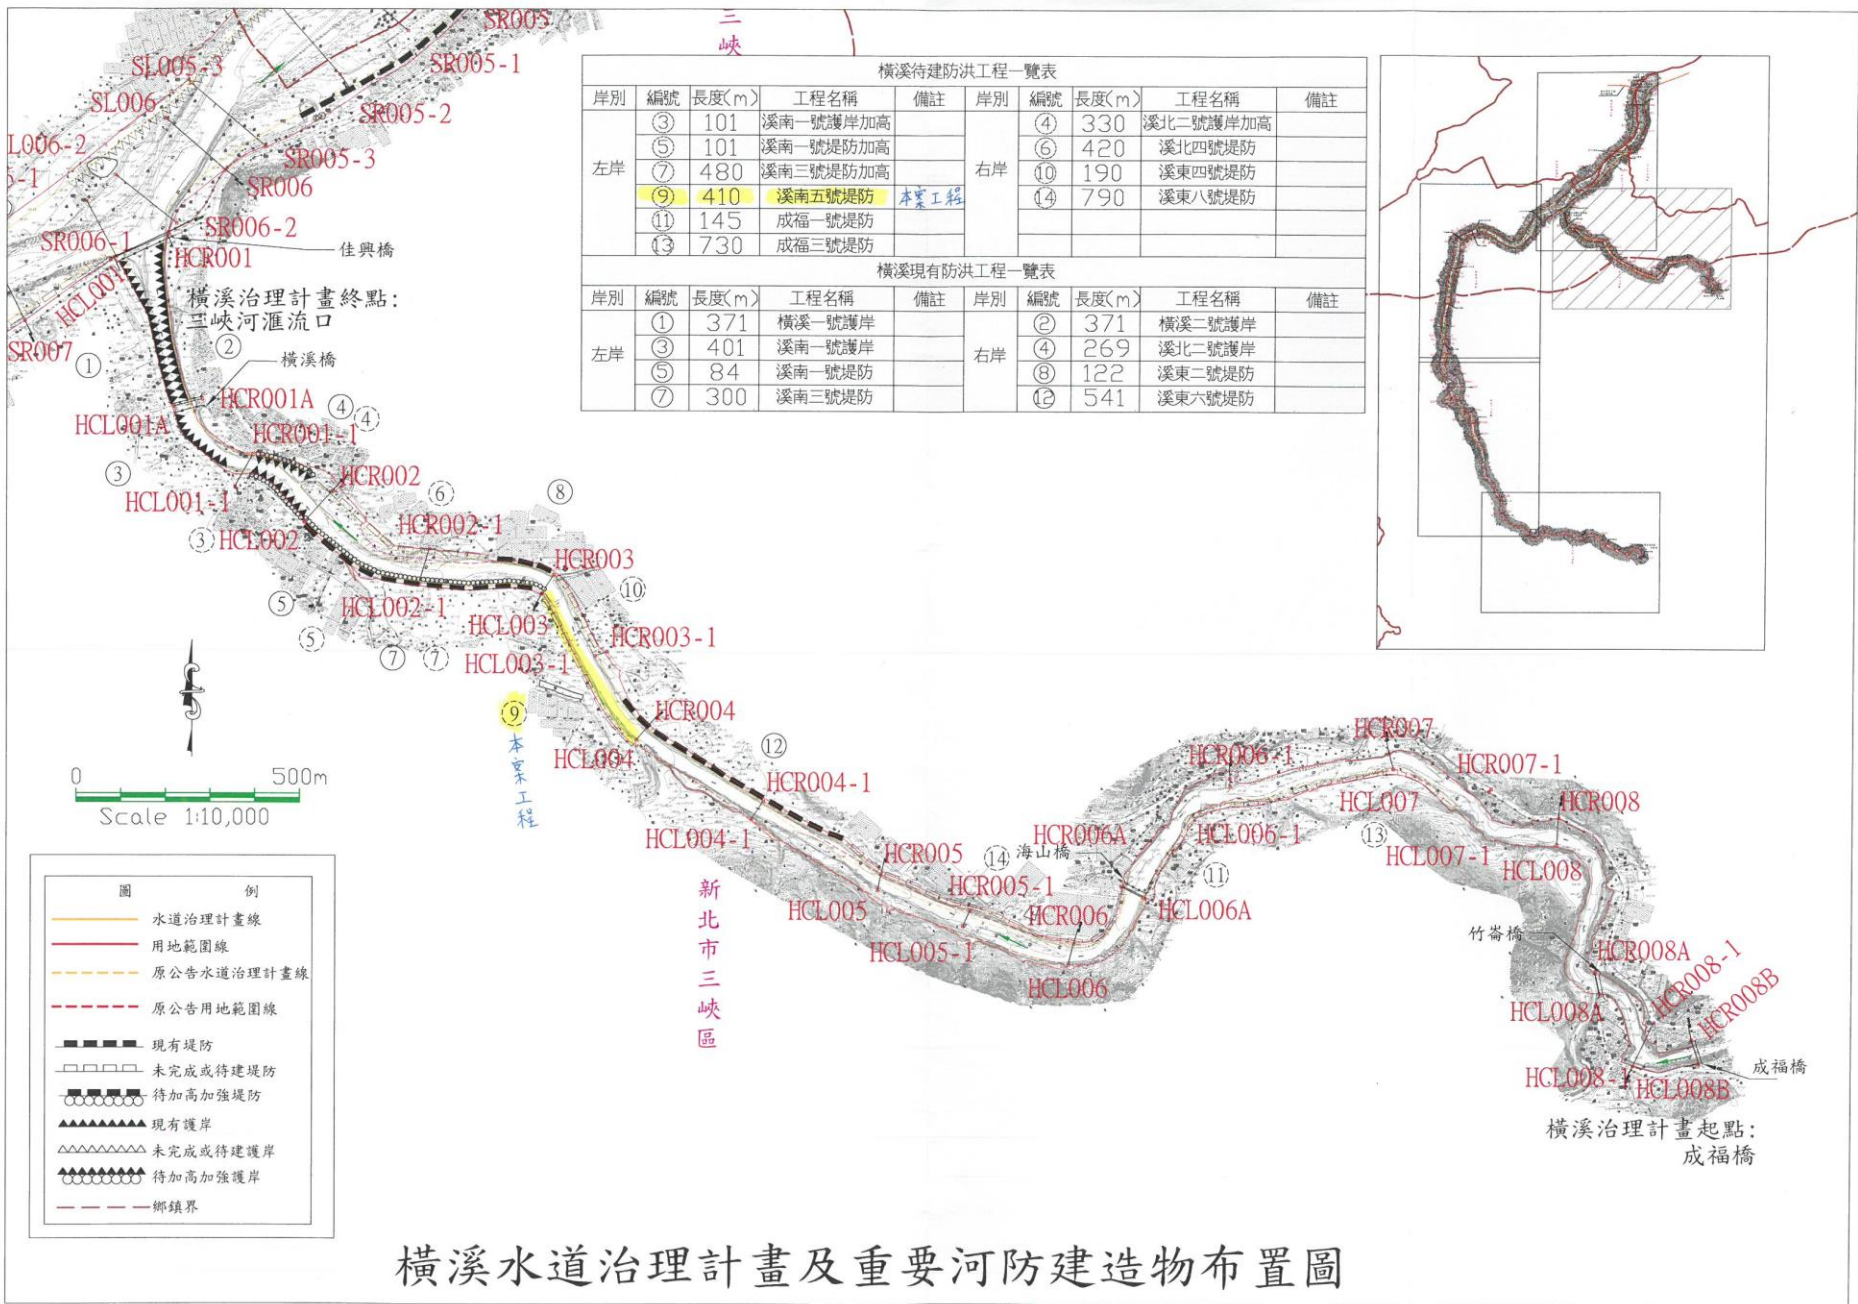 SR005
三
峽
SL005-3
SR005-1
SL006
SR005-2
L006-2
SR005-3
SR006
SR006-2
SR006-1
HCR001
佳興橋
HCL001
橫溪治理計畫終點：
三峽河滙流口
SR007
①
②
橫溪橋
HCR001A
④
④
HCL001A
HCR001-1
③
HCR002
HCL001-1
⑥
⑧
③
HCL002
HCR002-1
HCR003
⑤
HCL002-1
⑩
⑤
HCL003
HCR003-1
⑦
⑦
HCL003-1
⑨
本案工程
HCR004
HCL004
⑫
HCR004-1
HCL004-1
HCR005
⑭
海山橋
HCR005-1
HCL005
HCR006
HCL005-1
HCL006
HCR006A
HCL006A
⑪
HCL006-1
HCR006-1
HCR007
HCL007
⑬
HCR007-1
HCL007-1
HCR008
HCL008
竹崙橋
HCR008A
HCL008A
HCR008-1
HCR008B
HCL008-1
HCL008B
成福橋
橫溪治理計畫起點：
成福橋
新北市三峽區
橫溪待建防洪工程一覽表
岸別 編號 長度(m) 工程名稱 備註 岸別 編號 長度(m) 工程名稱 備註
左岸 ③ 101 溪南一號護岸加高 右岸 ④ 330 溪北二號護岸加高
⑤ 101 溪南一號堤防加高 ⑥ 420 溪北四號堤防
⑦ 480 溪南三號堤防加高 ⑩ 190 溪東四號堤防
⑨ 410 溪南五號堤防 本案工程 ⑭ 790 溪東八號堤防
⑪ 145 成福一號堤防
⑬ 730 成福三號堤防
橫溪現有防洪工程一覽表
岸別 編號 長度(m) 工程名稱 備註 岸別 編號 長度(m) 工程名稱 備註
左岸 ① 371 橫溪一號護岸 右岸 ② 371 橫溪二號護岸
③ 401 溪南一號護岸 ④ 269 溪北二號護岸
⑤ 84 溪南一號堤防 ⑧ 122 溪東二號堤防
⑦ 300 溪南三號堤防 ⑫ 541 溪東六號堤防
0 500m
Scale 1:10,000
圖 例
水道治理計畫線
用地範圍線
原公告水道治理計畫線
原公告用地範圍線
現有堤防
未完成或待建堤防
待加高加強堤防
現有護岸
未完成或待建護岸
待加高加強護岸
鄉鎮界
橫溪水道治理計畫及重要河防建造物布置圖